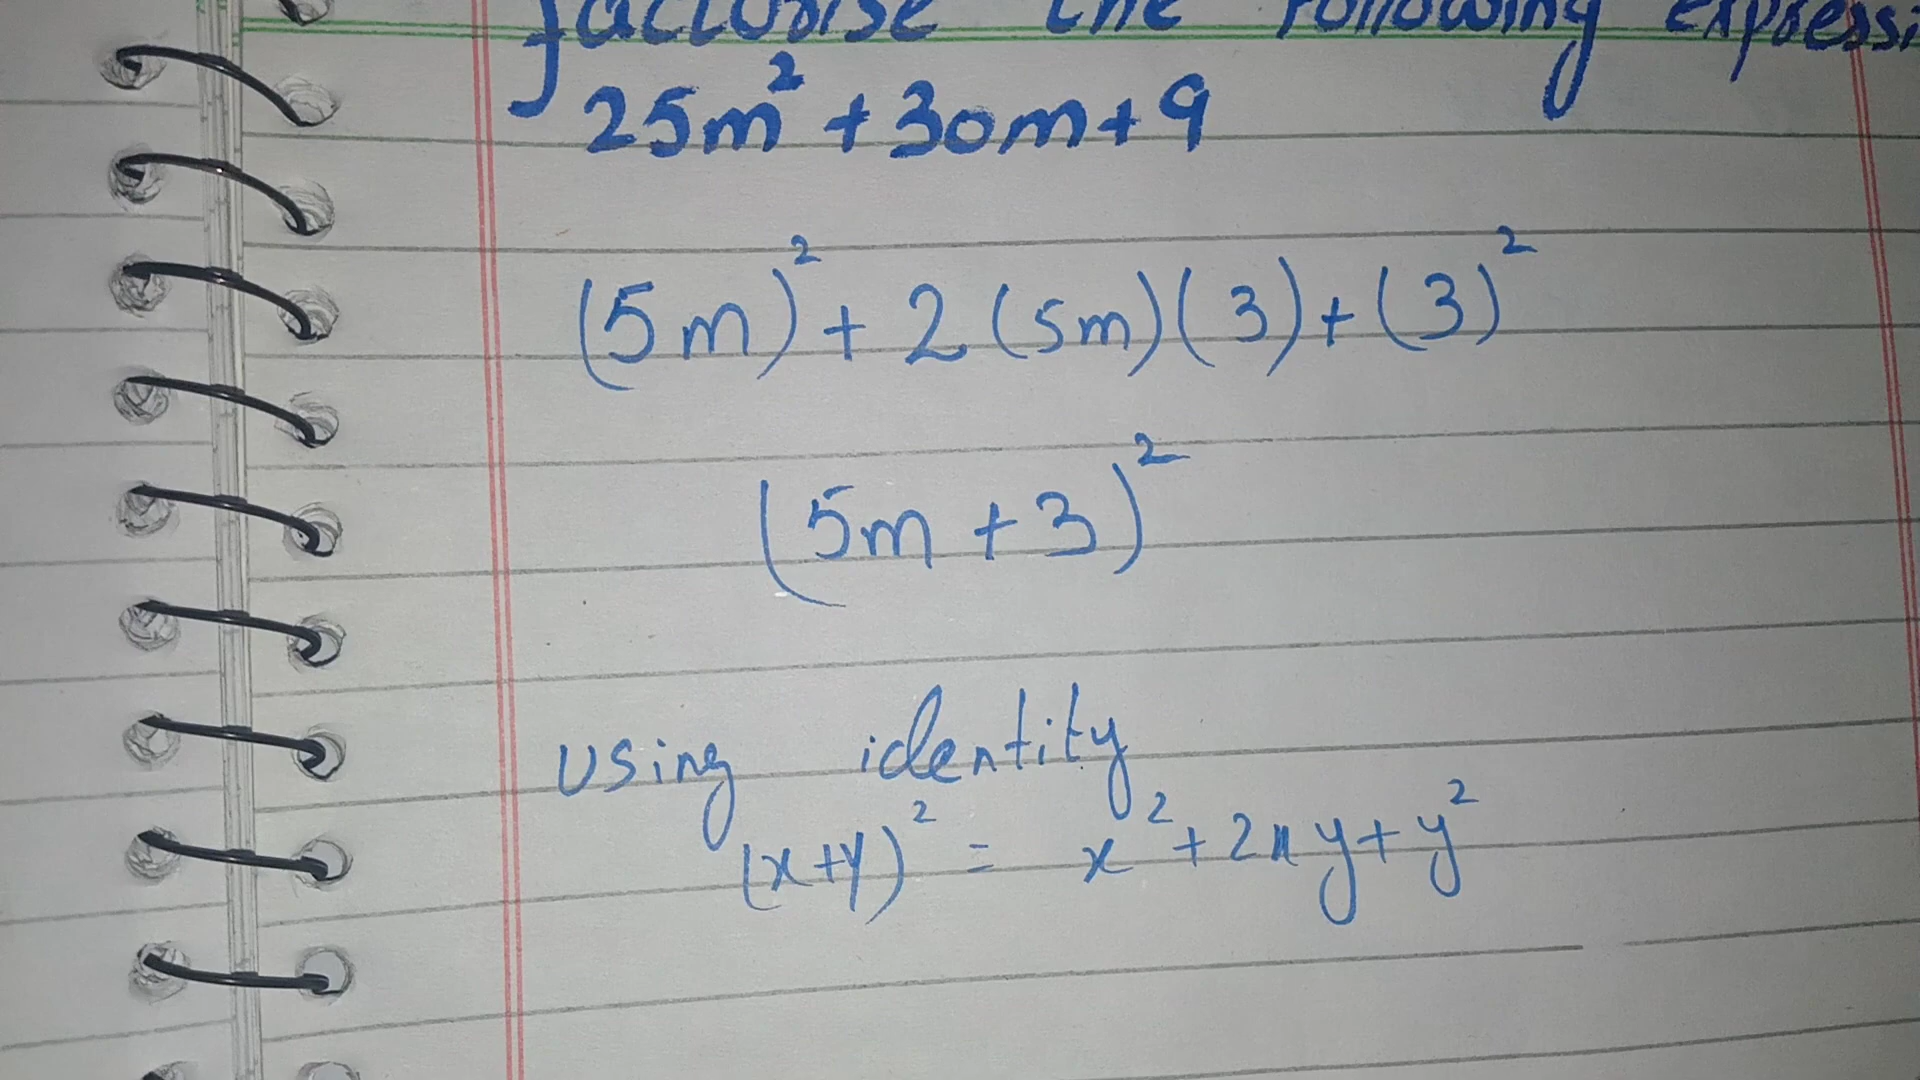 factorise the following expressi
25m² + 30m + 9
(5m)² + 2 (5m)(3) + (3)²
(5m + 3)²
Using identity
(x+y)² = x² + 2xy + y²